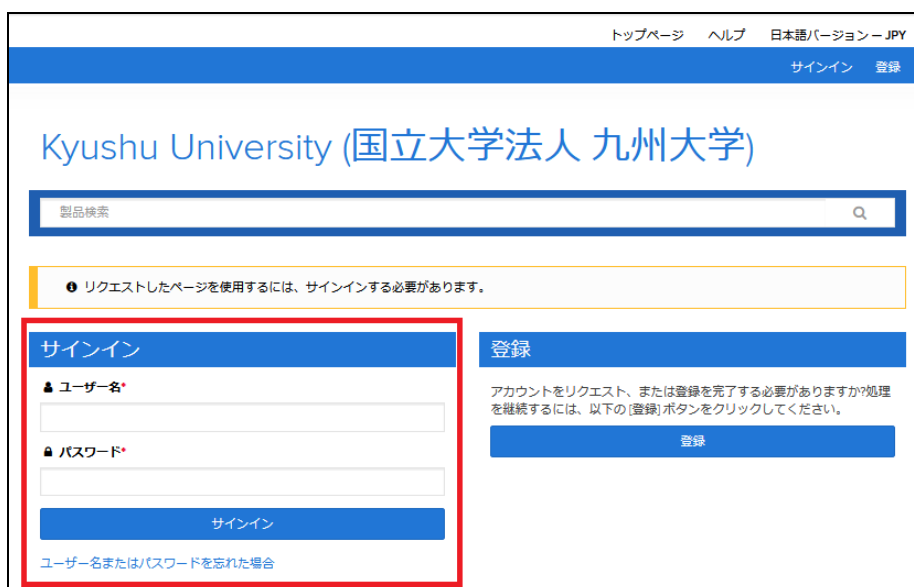 トップページ ヘルプ 日本語バージョン ー JPY
サインイン 登録
Kyushu University (国立大学法人 九州大学)
製品検索
リクエストしたページを使用するには、サインインする必要があります。
サインイン
ユーザー名*
パスワード*
サインイン
ユーザー名またはパスワードを忘れた場合
登録
アカウントをリクエスト、または登録を完了する必要がありますか?処理
を継続するには、以下の [登録] ボタンをクリックしてください。
登録